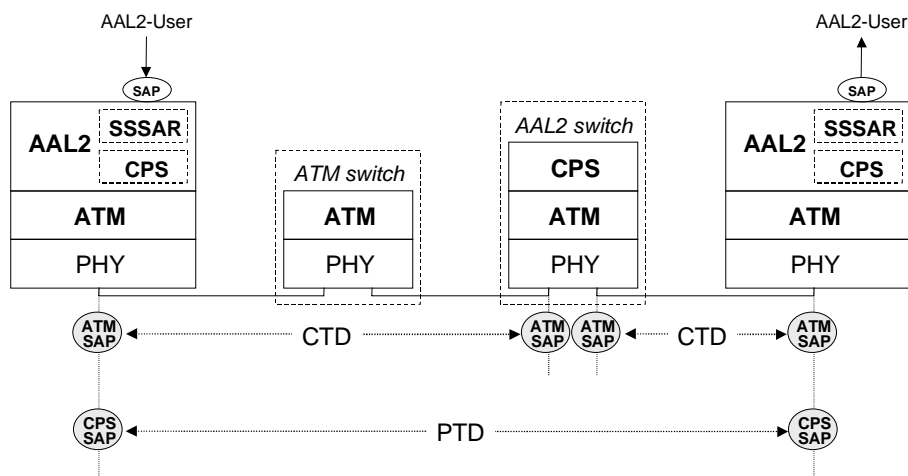 AAL2-User
AAL2-User
SAP
SAP
AAL2
SSSAR
CPS
ATM
PHY
ATM switch
ATM
PHY
AAL2 switch
CPS
ATM
PHY
AAL2
SSSAR
CPS
ATM
PHY
ATM
SAP
CTD
ATM
SAP
ATM
SAP
CTD
ATM
SAP
CPS
SAP
PTD
CPS
SAP